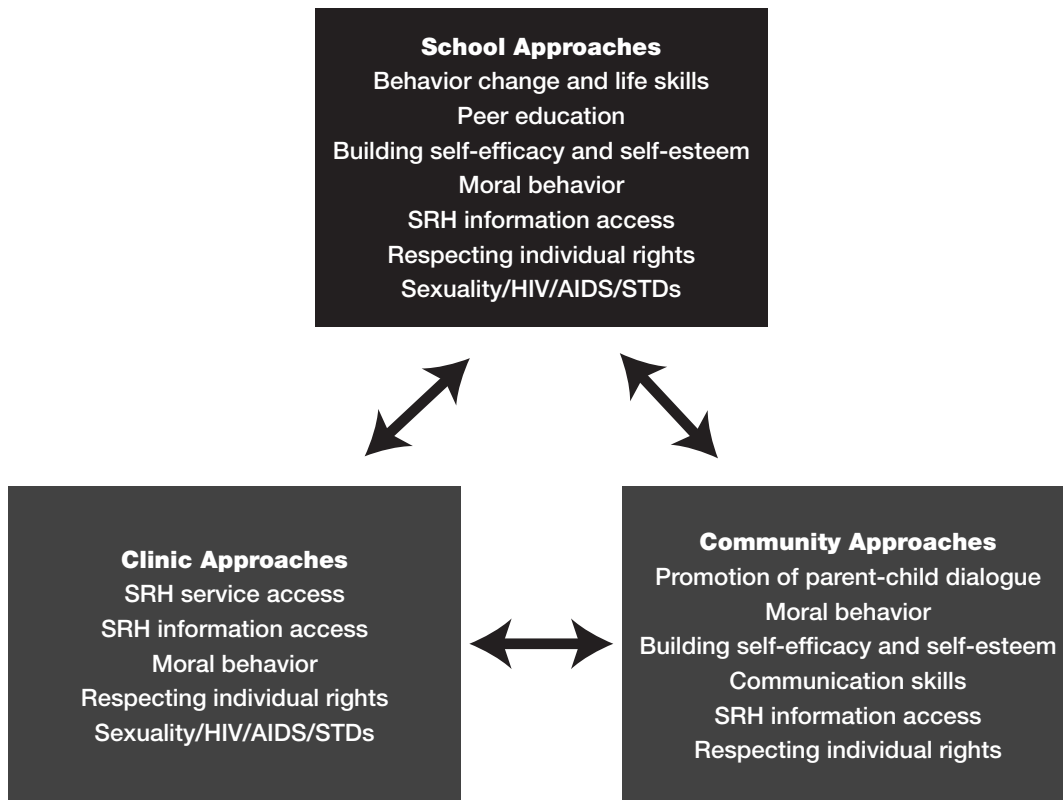 School Approaches
Behavior change and life skills
Peer education
Building self-efficacy and self-esteem
Moral behavior
SRH information access
Respecting individual rights
Sexuality/HIV/AIDS/STDs
Clinic Approaches
SRH service access
SRH information access
Moral behavior
Respecting individual rights
Sexuality/HIV/AIDS/STDs
Community Approaches
Promotion of parent-child dialogue
Moral behavior
Building self-efficacy and self-esteem
Communication skills
SRH information access
Respecting individual rights